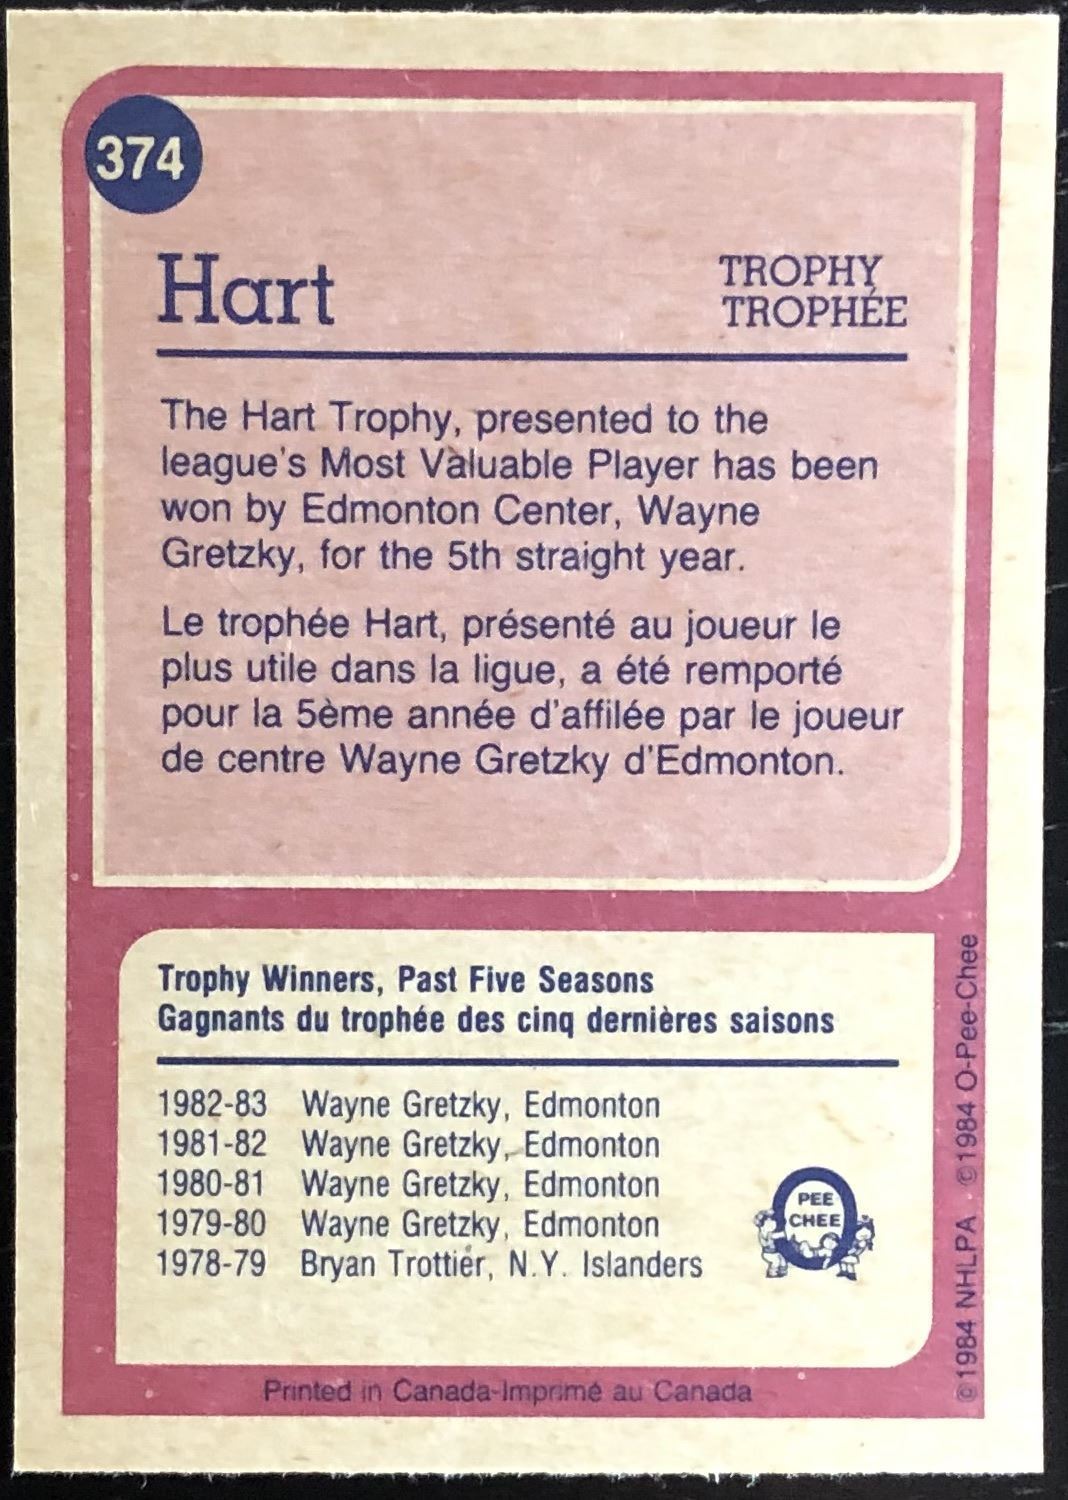 374
Hart
TROPHY
TROPHÉE
The Hart Trophy, presented to the
league's Most Valuable Player has been
won by Edmonton Center, Wayne
Gretzky, for the 5th straight year.
Le trophée Hart, présenté au joueur le
plus utile dans la ligue, a été remporté
pour la 5ème année d'affilée par le joueur
de centre Wayne Gretzky d'Edmonton.
Trophy Winners, Past Five Seasons
Gagnants du trophée des cinq dernières saisons
1982-83 Wayne Gretzky, Edmonton
1981-82 Wayne Gretzky, Edmonton
1980-81 Wayne Gretzky, Edmonton
1979-80 Wayne Gretzky, Edmonton
1978-79 Bryan Trottier, N.Y. Islanders
PEE
CHEE
Printed in Canada-Imprimé au Canada
©1984 NHLPA ©1984 O-Pee-Chee